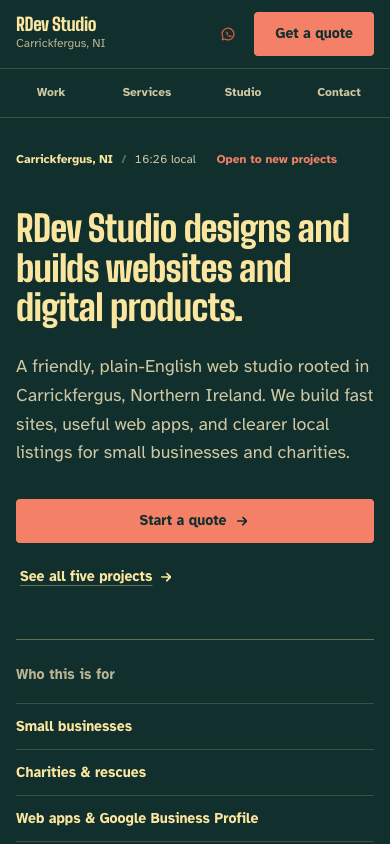 RDev Studio
Carrickfergus, NI
Get a quote
Work
Services
Studio
Contact
Carrickfergus, NI / 16:26 local
Open to new projects
RDev Studio designs and
builds websites and
digital products.
A friendly, plain-English web studio rooted in
Carrickfergus, Northern Ireland. We build fast
sites, useful web apps, and clearer local
listings for small businesses and charities.
Start a quote →
See all five projects →
Who this is for
Small businesses
Charities & rescues
Web apps & Google Business Profile